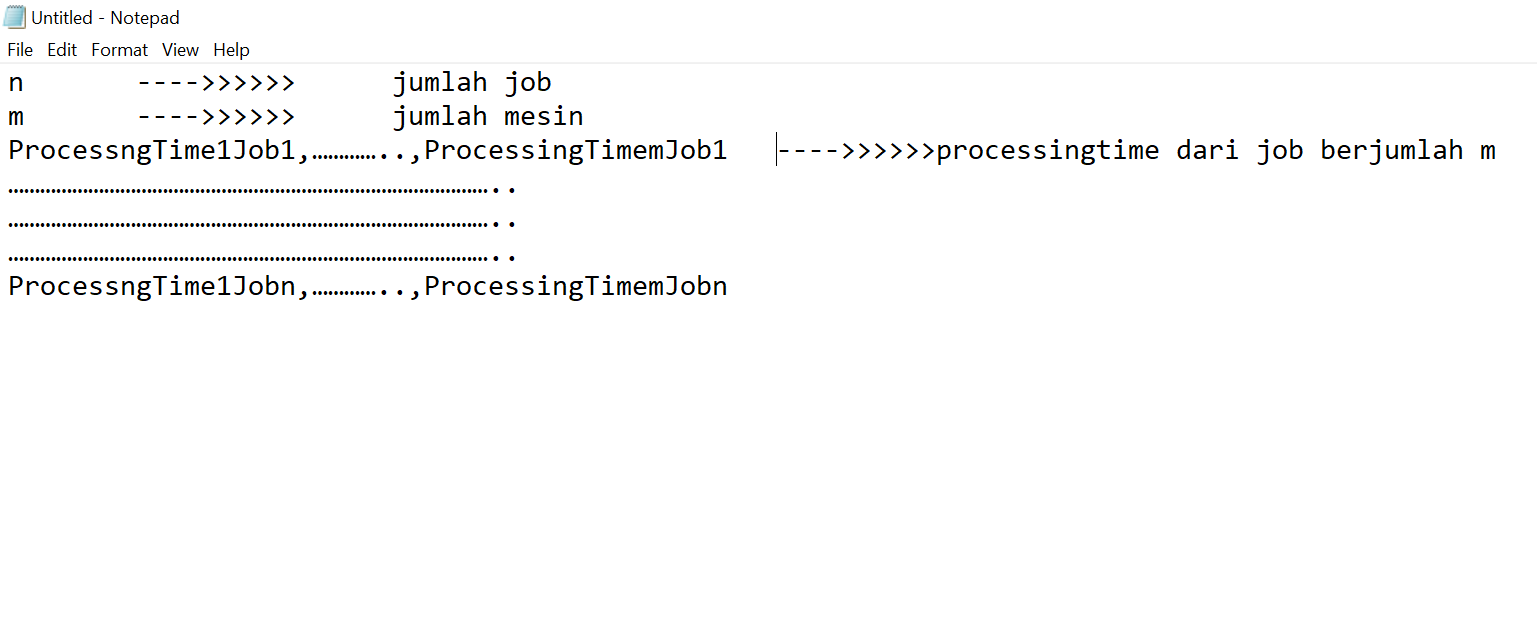 Untitled - Notepad
File Edit Format View Help
n ---->>>>>> jumlah job
m ---->>>>>> jumlah mesin
ProcessngTime1Job1,…………..,ProcessingTimemJob1 ---->>>>>>processingtime dari job berjumlah m
………………………………………………………………………………..
………………………………………………………………………………..
………………………………………………………………………………..
ProcessngTime1Jobn,…………..,ProcessingTimemJobn